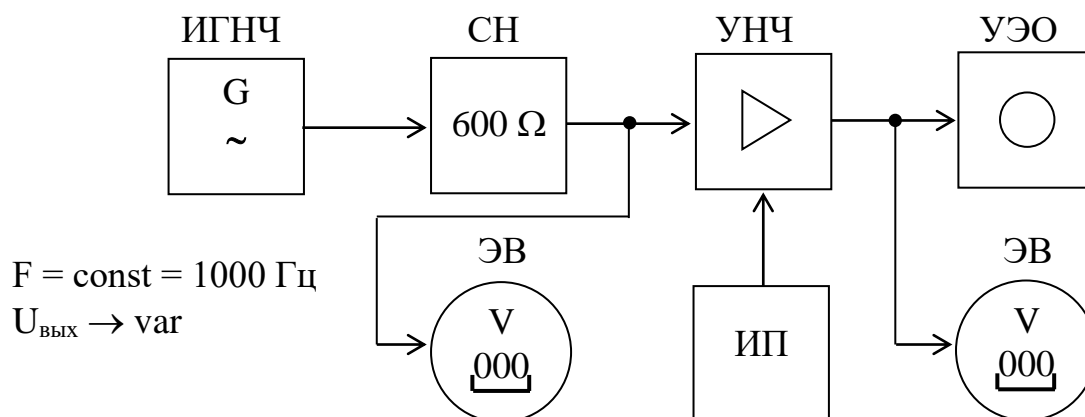 ИГНЧ СН УНЧ УЭО
G
~
600 Ω
ЭВ ЭВ
F = const = 1000 Гц
Uвых → var
V
000
ИП
V
000